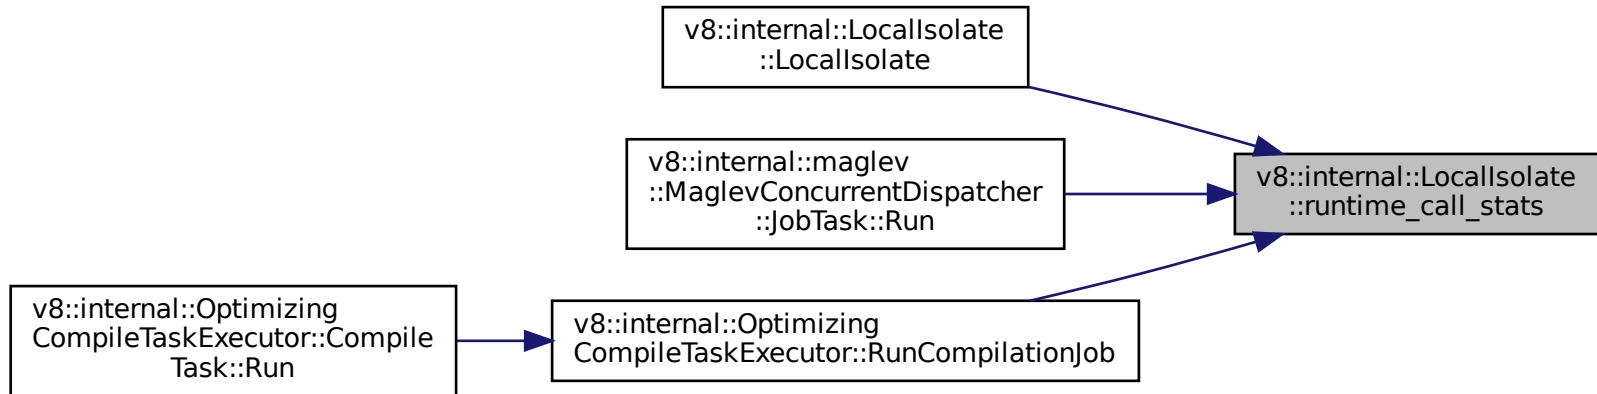 v8::internal::LocalIsolate
::LocalIsolate
v8::internal::maglev
::MaglevConcurrentDispatcher
::JobTask::Run
v8::internal::LocalIsolate
::runtime_call_stats
v8::internal::Optimizing
CompileTaskExecutor::Compile
Task::Run
v8::internal::Optimizing
CompileTaskExecutor::RunCompilationJob